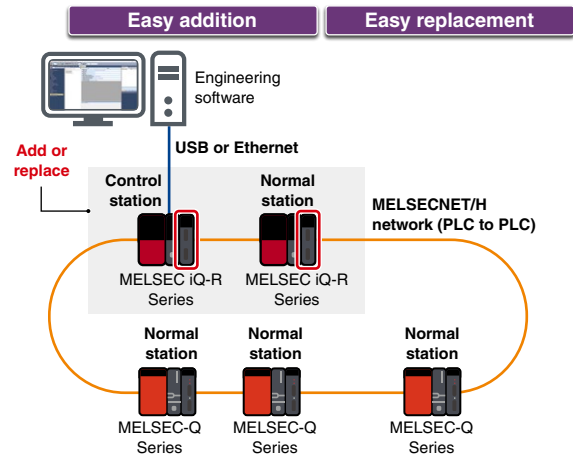 Easy addition
Easy replacement
Engineering
software
USB or Ethernet
Add or
replace
Control
station
Normal
station
MELSECNET/H
network (PLC to PLC)
MELSEC iQ-R
Series
MELSEC iQ-R
Series
Normal
station
Normal
station
Normal
station
MELSEC-Q
Series
MELSEC-Q
Series
MELSEC-Q
Series